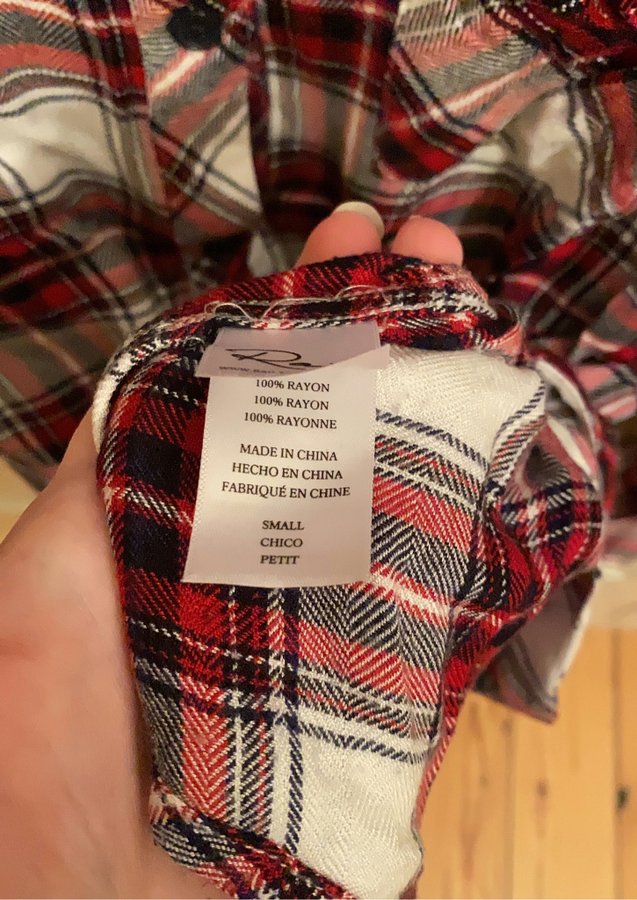 100% RAYON
100% RAYON
100% RAYONNE
MADE IN CHINA
HECHO EN CHINA
FABRIQUÉ EN CHINE
SMALL
CHICO
PETIT